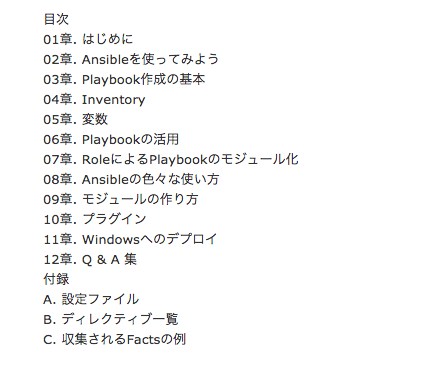 目次
01章. はじめに
02章. Ansibleを使ってみよう
03章. Playbook作成の基本
04章. Inventory
05章. 変数
06章. Playbookの活用
07章. RoleによるPlaybookのモジュール化
08章. Ansibleの色々な使い方
09章. モジュールの作り方
10章. プラグイン
11章. Windowsへのデプロイ
12章. Q & A 集
付録
A. 設定ファイル
B. ディレクティブ一覧
C. 収集されるFactsの例